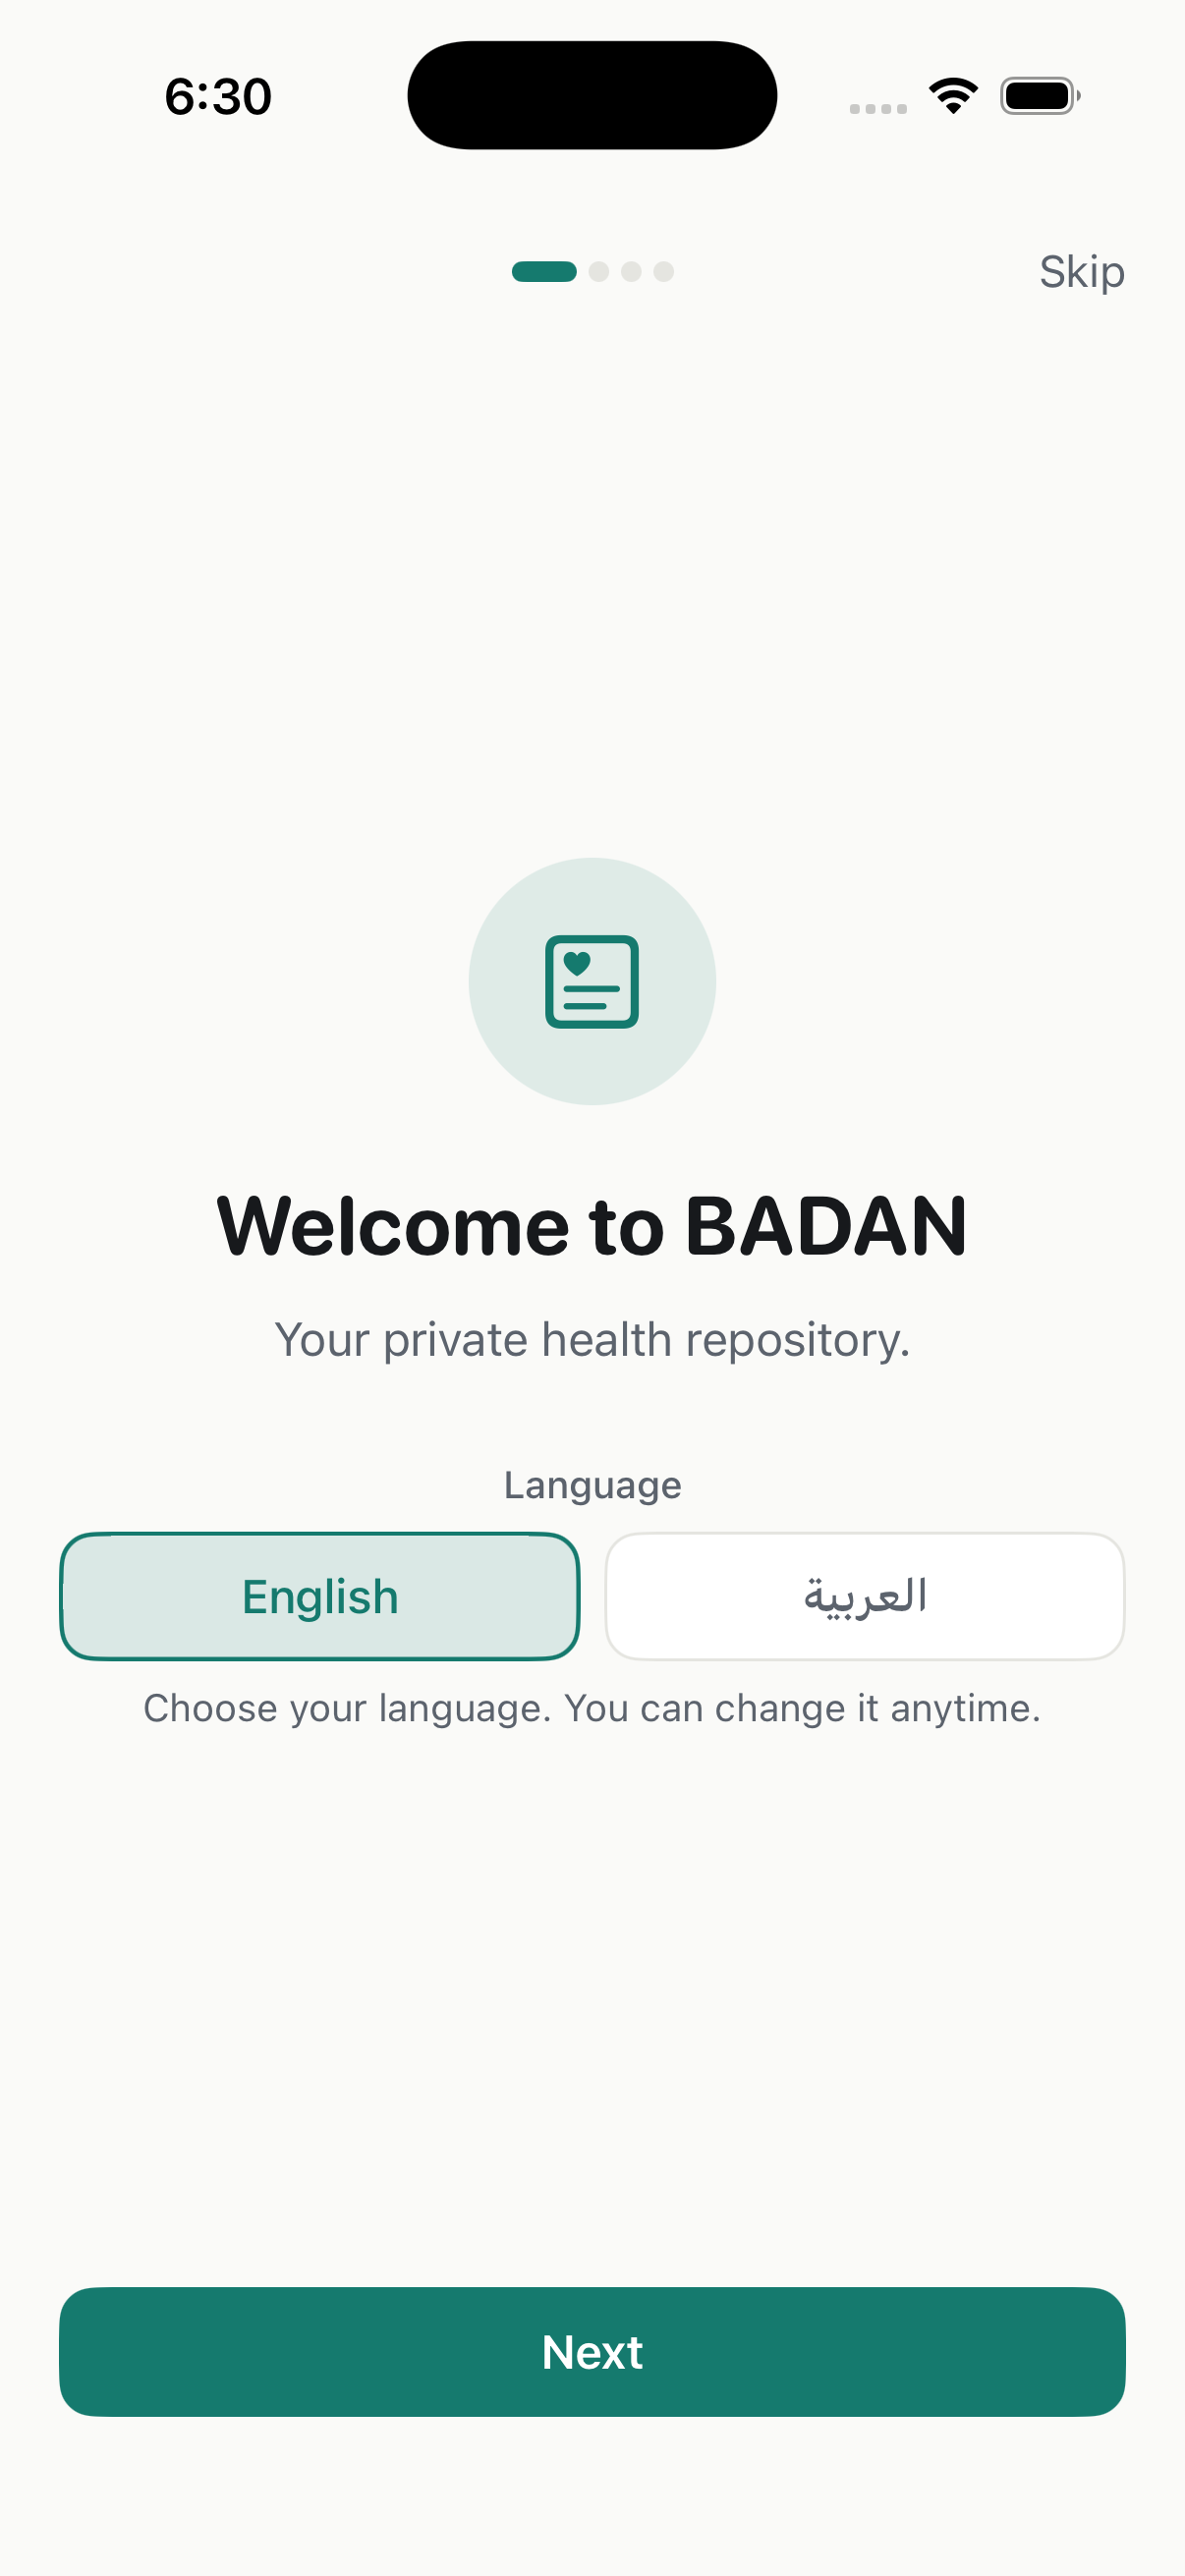 6:30
Skip
Welcome to BADAN
Your private health repository.
Language
English
العربية
Choose your language. You can change it anytime.
Next